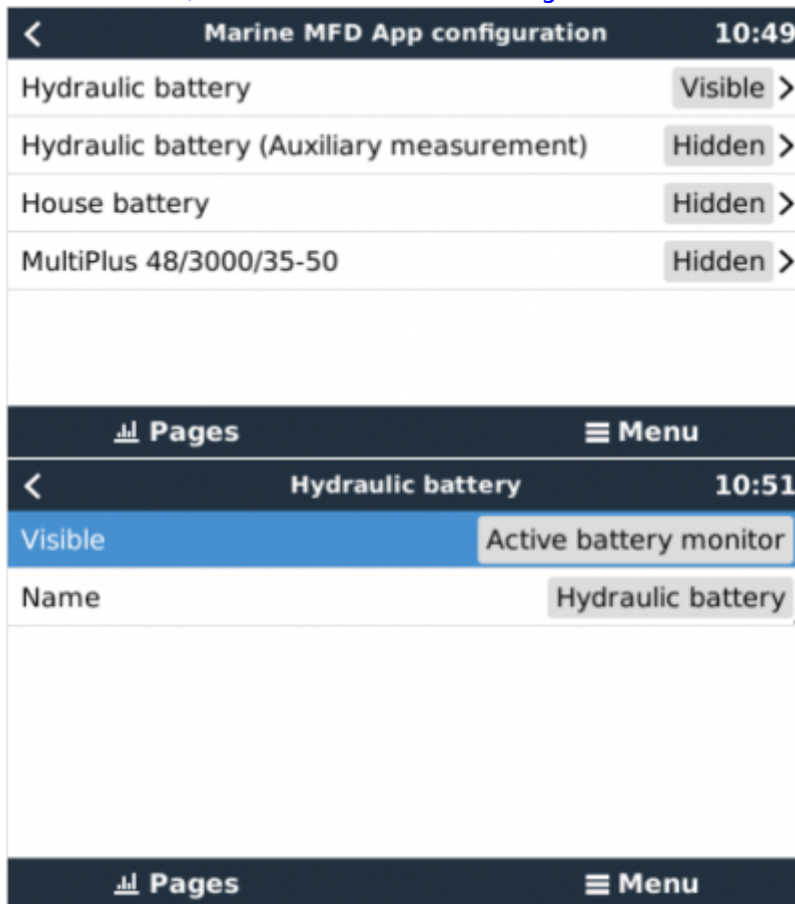 Marine MFD App configuration 10:49
Hydraulic battery Visible
Hydraulic battery (Auxiliary measurement) Hidden
House battery Hidden
MultiPlus 48/3000/35-50 Hidden
Pages Menu
Hydraulic battery 10:51
Visible Active battery monitor
Name Hydraulic battery
Pages Menu